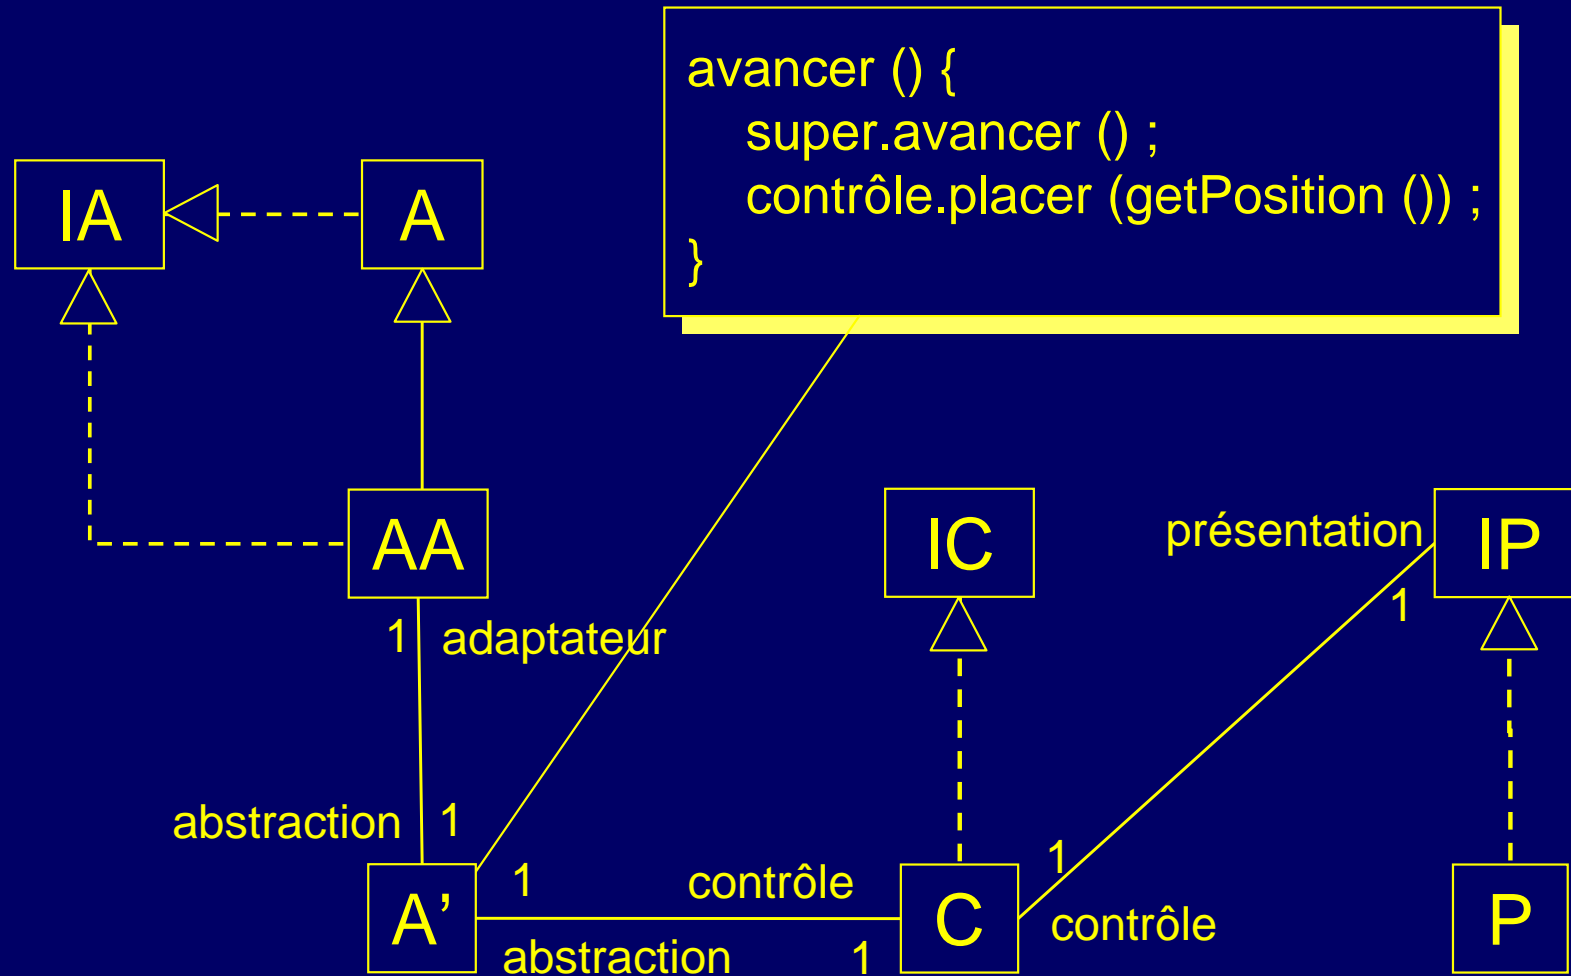 avancer () {
super.avancer () ;
contrôle.placer (getPosition ()) ;
}
IA
A
AA
IC
présentation
IP
1
1 adaptateur
abstraction 1
1
1
contrôle
A’
C
contrôle
P
abstraction
1